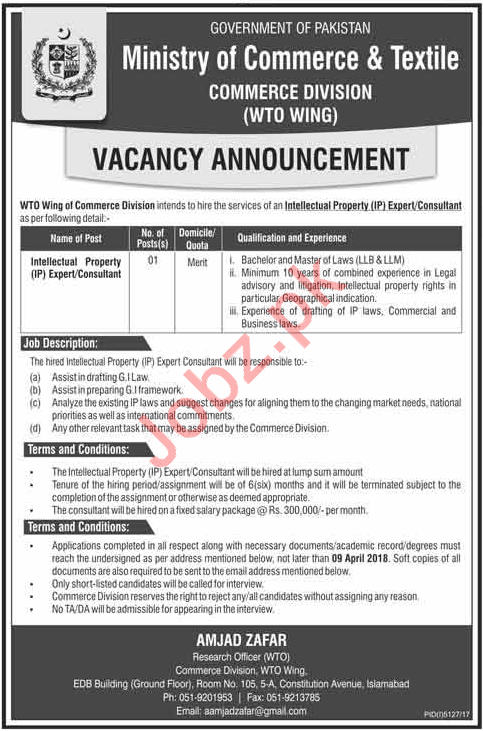 GOVERNMENT OF PAKISTAN
Ministry of Commerce & Textile
COMMERCE DIVISION
(WTO WING)
VACANCY ANNOUNCEMENT
WTO Wing of Commerce Division intends to hire the services of an Intellectual Property (IP) Expert/Consultant
as per following detail:-
Name of Post
No. of
Posts(s)
Domicile/
Quota
Qualification and Experience
Intellectual Property
(IP) Expert/Consultant
01
Merit
i. Bachelor and Master of Laws (LLB & LLM)
ii. Minimum 10 years of combined experience in Legal
advisory and litigation, Intellectual property rights in
particular, Geographical indication.
iii. Experience of drafting of IP laws, Commercial and
Business laws.
Job Description:
The hired Intellectual Property (IP) Expert Consultant will be responsible to:-
(a) Assist in drafting G.I Law.
(b) Assist in preparing G.I framework.
(c) Analyze the existing IP laws and suggest changes for aligning them to the changing market needs, national
priorities as well as international commitments.
(d) Any other relevant task that may be assigned by the Commerce Division.
Terms and Conditions:
• The Intellectual Property (IP) Expert/Consultant will be hired at lump sum amount
• Tenure of the hiring period/assignment will be of 6(six) months and it will be terminated subject to the
completion of the assignment or otherwise as deemed appropriate.
• The consultant will be hired on a fixed salary package @ Rs. 300,000/- per month.
Terms and Conditions:
• Applications completed in all respect along with necessary documents/academic record/degrees must
reach the undersigned as per address mentioned below, not later than 09 April 2018. Soft copies of all
documents are also required to be sent to the email address mentioned below.
• Only short-listed candidates will be called for interview.
• Commerce Division reserves the right to reject any/all candidates without assigning any reason.
• No TA/DA will be admissible for appearing in the interview.
AMJAD ZAFAR
Research Officer (WTO)
Commerce Division, WTO Wing,
EDB Building (Ground Floor), Room No. 105, 5-A, Constitution Avenue, Islamabad
Ph: 051-9201953 | Fax: 051-9213785
Email: aamjadzafar@gmail.com
PID(I)5127/17
Jobz.pk